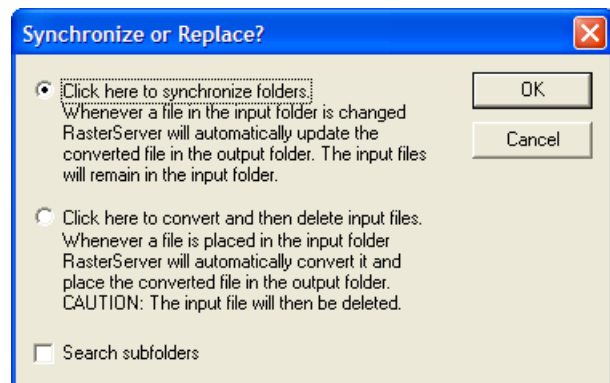 Synchronize or Replace?
Click here to synchronize folders.
Whenever a file in the input folder is changed
RasterServer will automatically update the
converted file in the output folder. The input files
will remain in the input folder.
OK
Cancel
Click here to convert and then delete input files.
Whenever a file is placed in the input folder
RasterServer will automatically convert it and
place the converted file in the output folder.
CAUTION: The input file will then be deleted.
Search subfolders